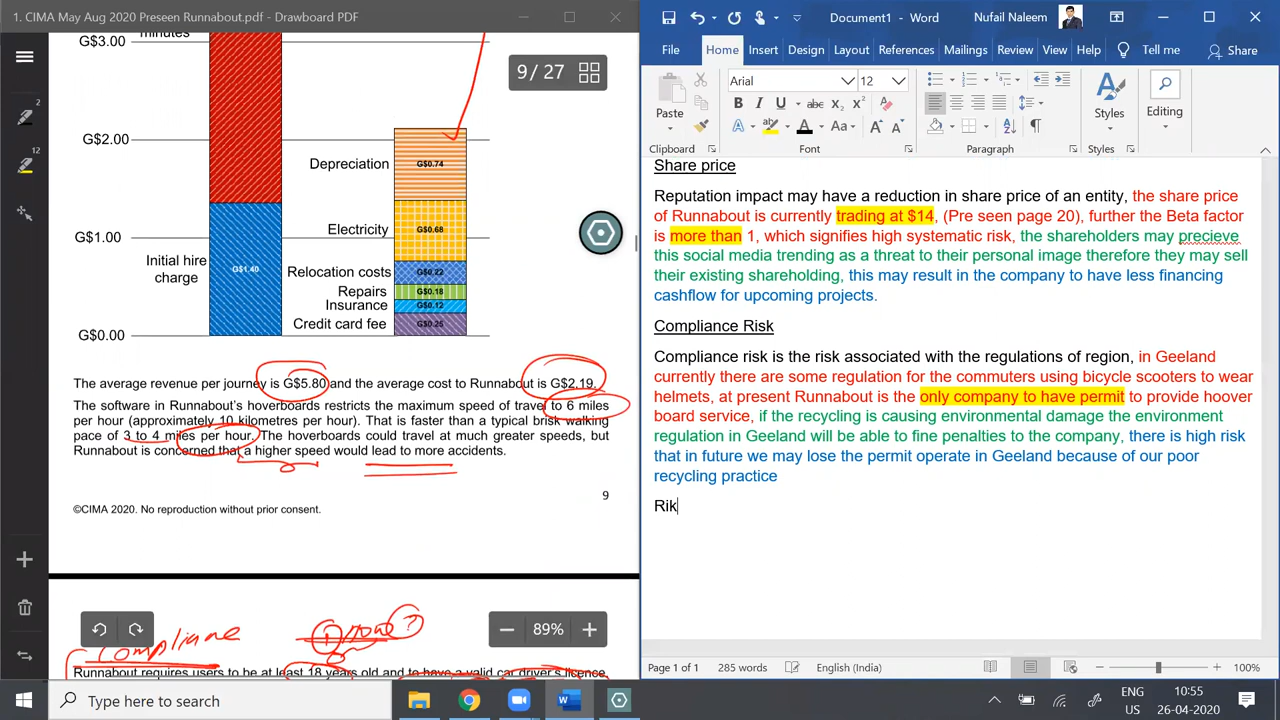 1. CIMA May Aug 2020 Preseen Runnabout.pdf - Drawboard PDF
G$3.00
minutes
9 / 27
G$2.00
Depreciation
G$0.74
Electricity
G$0.68
G$1.00
Initial hire
charge
G$1.40
Relocation costs
G$0.22
Repairs
G$0.18
Insurance
G$0.12
Credit card fee
G$0.25
G$0.00
The average revenue per journey is G$5.80 and the average cost to Runnabout is G$2.19.
The software in Runnabout's hoverboards restricts the maximum speed of travel to 6 miles
per hour (approximately 10 kilometres per hour). That is faster than a typical brisk walking
pace of 3 to 4 miles per hour. The hoverboards could travel at much greater speeds, but
Runnabout is concerned that a higher speed would lead to more accidents.
9
©CIMA 2020. No reproduction without prior consent.
89%
Compliane
Runnabout requires users to be at least 18 years old and to have a valid car driver's licence.
2
12
Document1 - Word
Nufail Naleem
File Home Insert Design Layout References Mailings Review View Help Tell me Share
Paste
Clipboard
Arial
12
B I U abc x₂ x²
A Aa A A
Font
Paragraph
Styles
Styles
Editing
Share price
Reputation impact may have a reduction in share price of an entity, the share price
of Runnabout is currently trading at $14, (Pre seen page 20), further the Beta factor
is more than 1, which signifies high systematic risk, the shareholders may precieve
this social media trending as a threat to their personal image therefore they may sell
their existing shareholding, this may result in the company to have less financing
cashflow for upcoming projects.
Compliance Risk
Compliance risk is the risk associated with the regulations of region, in Geeland
currently there are some regulation for the commuters using bicycle scooters to wear
helmets, at present Runnabout is the only company to have permit to provide hoover
board service, if the recycling is causing environmental damage the environment
regulation in Geeland will be able to fine penalties to the company, there is high risk
that in future we may lose the permit operate in Geeland because of our poor
recycling practice
Rik
Page 1 of 1
285 words
English (India)
100%
Type here to search
ENG
US
10:55
26-04-2020